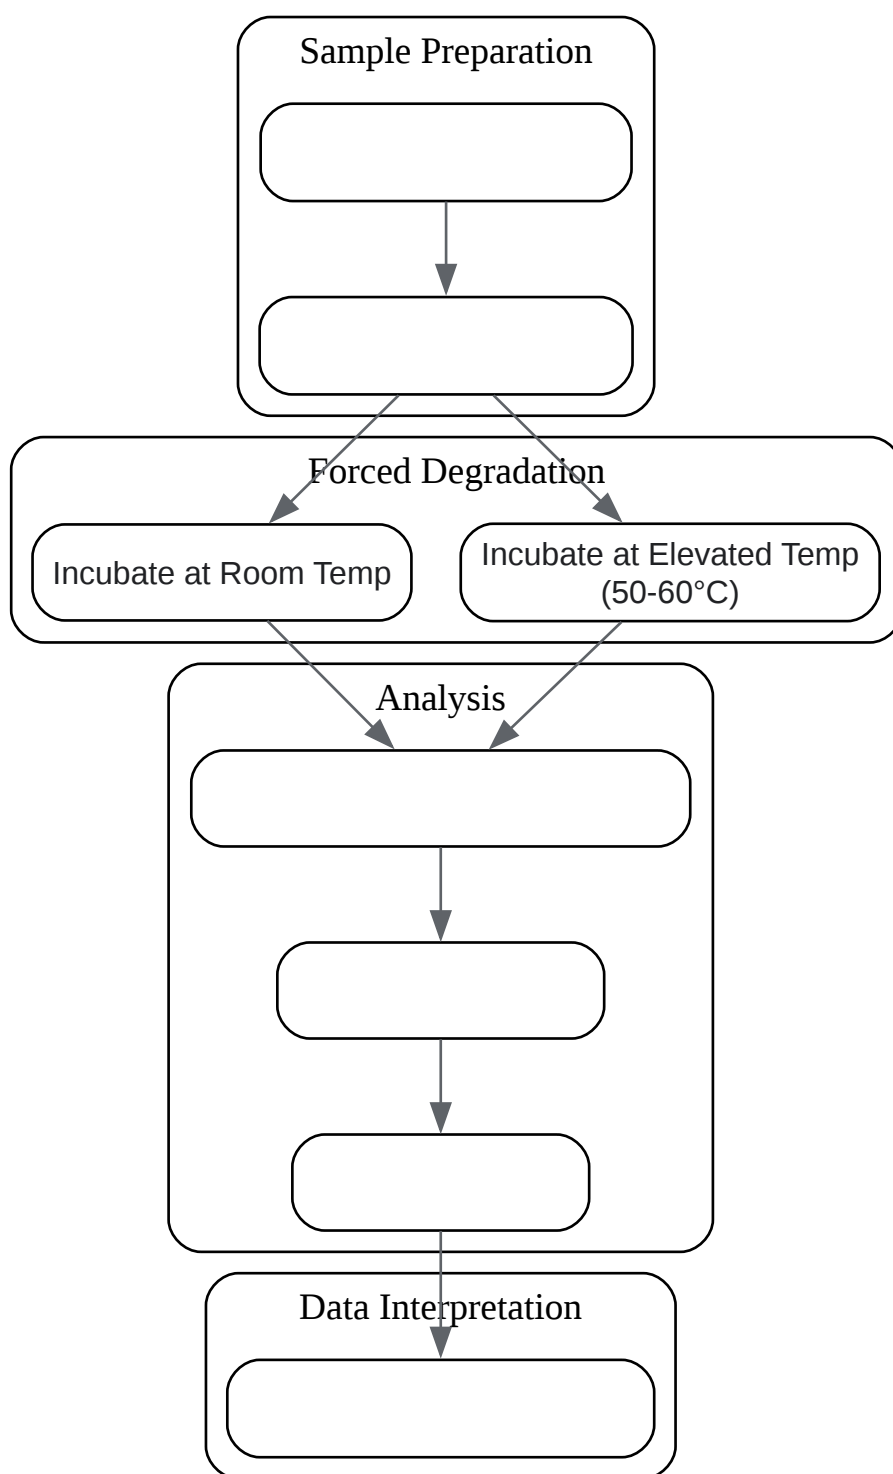 Sample Preparation
Forced Degradation
Incubate at Room Temp
Incubate at Elevated Temp
(50-60°C)
Analysis
Data Interpretation